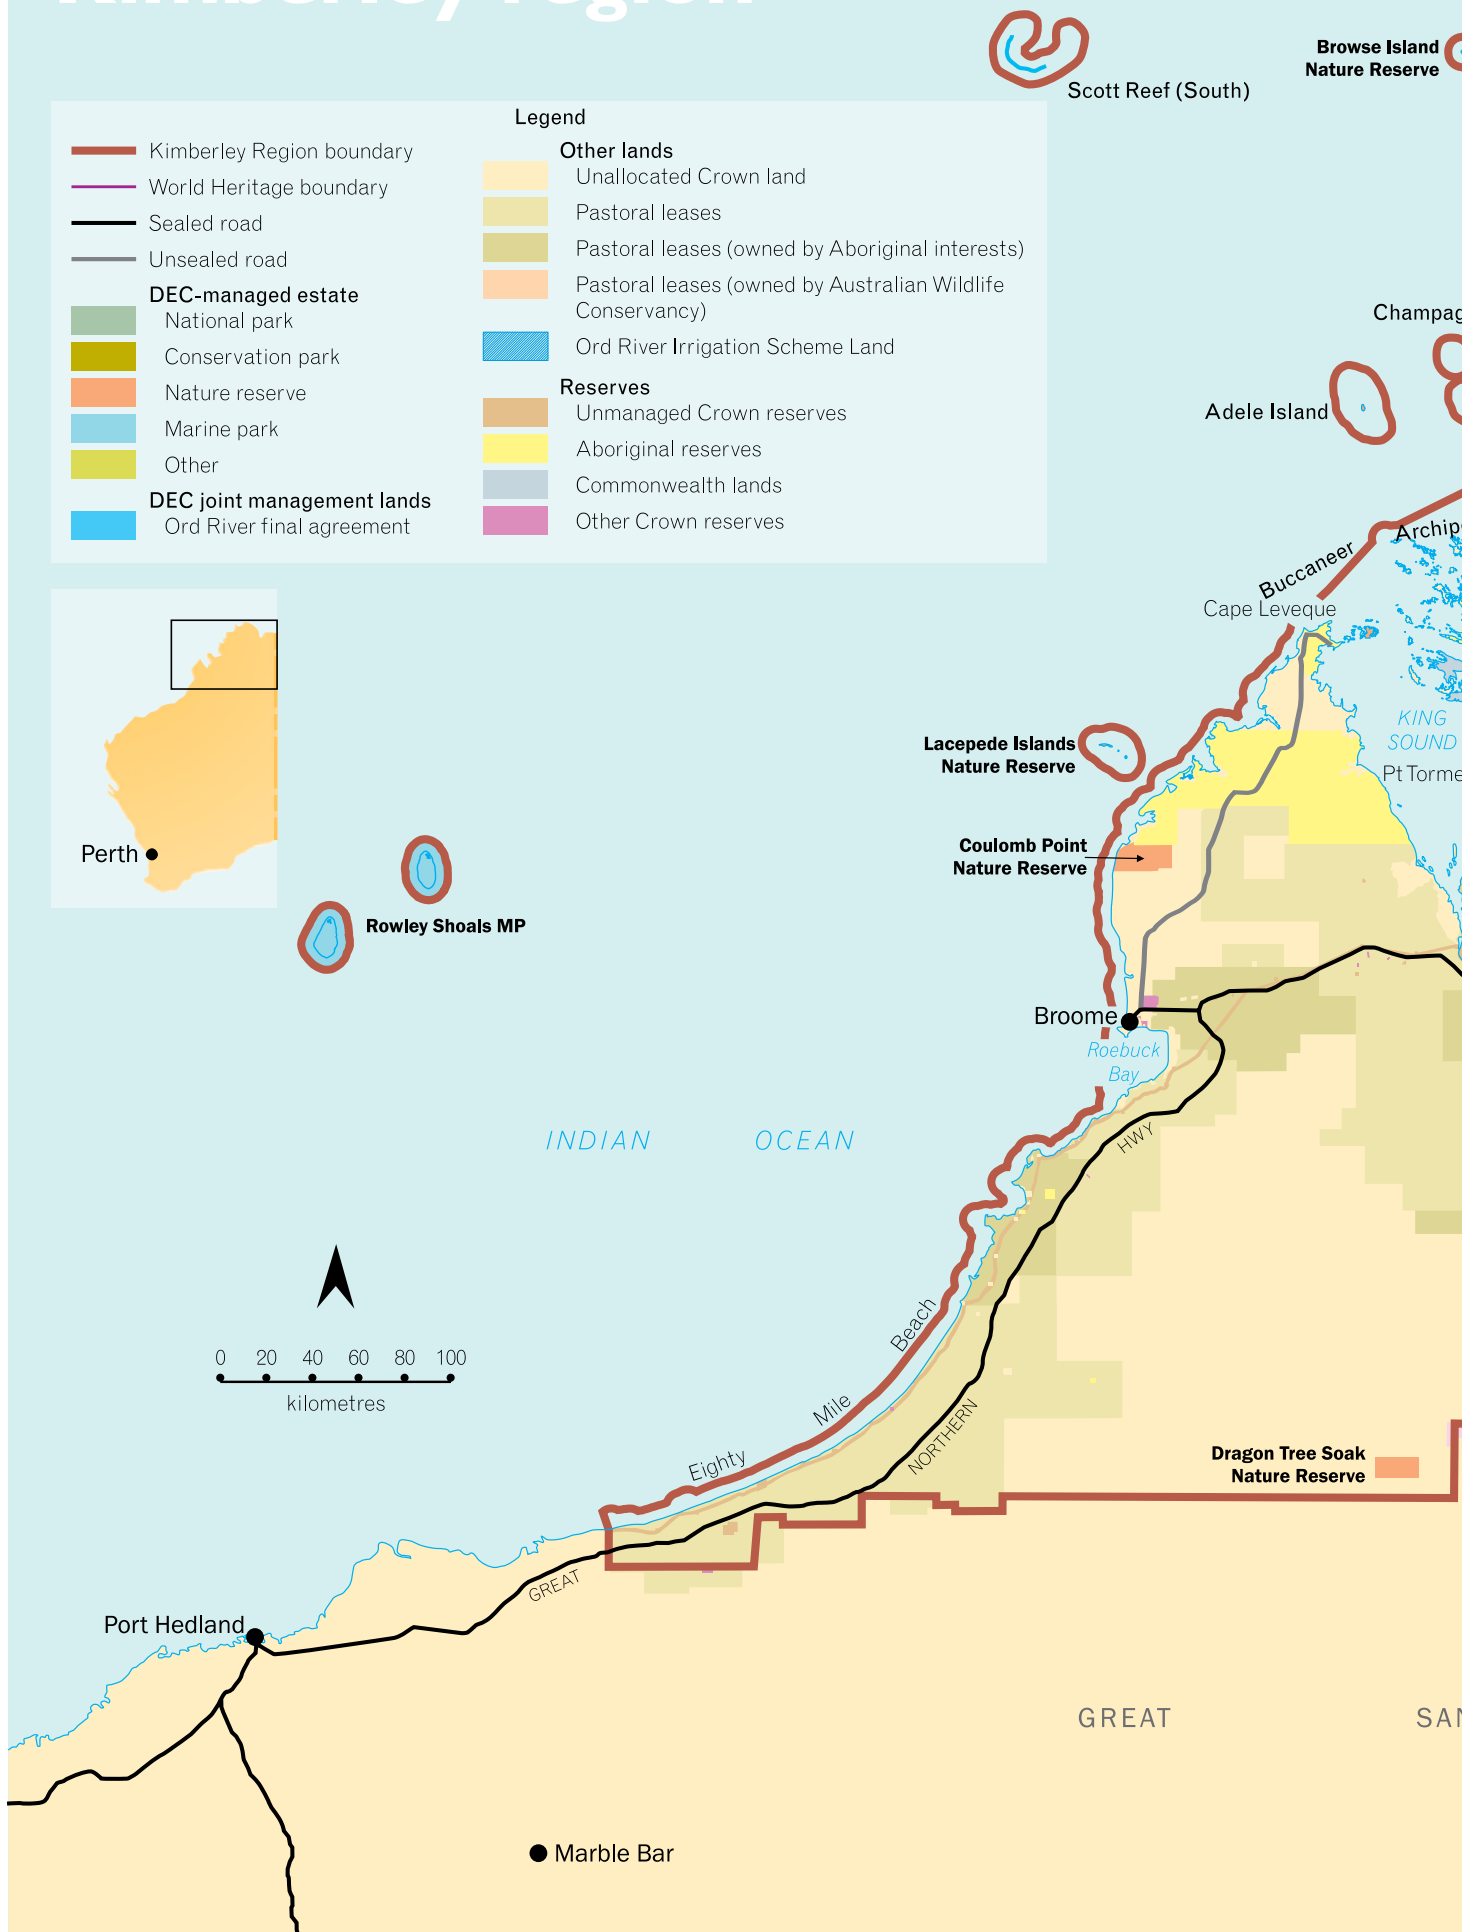 Kimberley region
Scott Reef (South)
Browse Island
Nature Reserve
Legend
Kimberley Region boundary
World Heritage boundary
Sealed road
Unsealed road
DEC-managed estate
National park
Conservation park
Nature reserve
Marine park
Other
DEC joint management lands
Ord River final agreement
Other lands
Unallocated Crown land
Pastoral leases
Pastoral leases (owned by Aboriginal interests)
Pastoral leases (owned by Australian Wildlife
Conservancy)
Ord River Irrigation Scheme Land
Reserves
Unmanaged Crown reserves
Aboriginal reserves
Commonwealth lands
Other Crown reserves
Champag
Adele Island
Buccaneer
Archip
Cape Leveque
KING
SOUND
Pt Torme
Lacepede Islands
Nature Reserve
Coulomb Point
Nature Reserve
Perth
Rowley Shoals MP
Broome
Roebuck
Bay
INDIAN OCEAN
HWY
0 20 40 60 80 100
kilometres
Beach
Mile
Eighty
NORTHERN
Dragon Tree Soak
Nature Reserve
GREAT
Port Hedland
GREAT SAN
Marble Bar